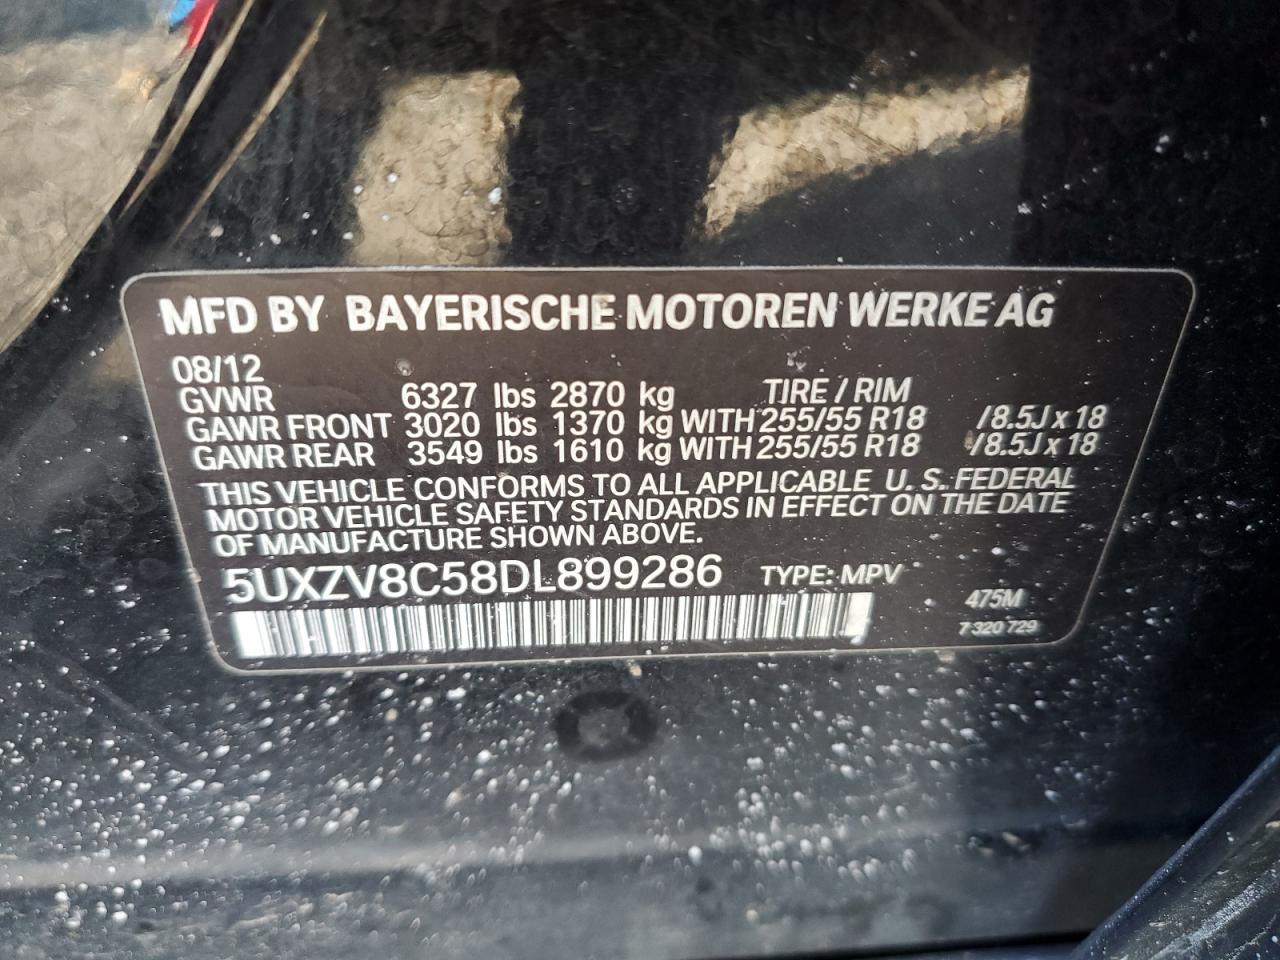 MFD BY BAYERISCHE MOTOREN WERKE AG
08/12
GVWR 6327 lbs 2870 kg TIRE / RIM
GAWR FRONT 3020 lbs 1370 kg WITH 255/55 R18 /8.5J x 18
GAWR REAR 3549 lbs 1610 kg WITH 255/55 R18 /8.5J x 18
THIS VEHICLE CONFORMS TO ALL APPLICABLE U. S. FEDERAL
MOTOR VEHICLE SAFETY STANDARDS IN EFFECT ON THE DATE
OF MANUFACTURE SHOWN ABOVE.
5UXZV8C58DL899286 TYPE: MPV
475M
7 320 729